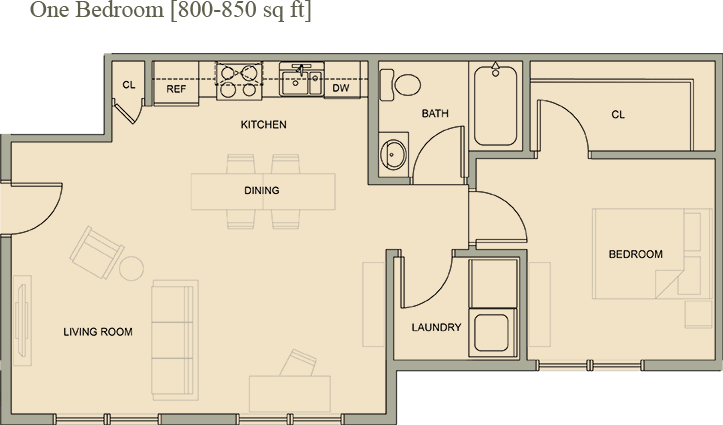 One Bedroom [800-850 sq ft]
CL
REF
DW
KITCHEN
BATH
CL
DINING
BEDROOM
LIVING ROOM
LAUNDRY